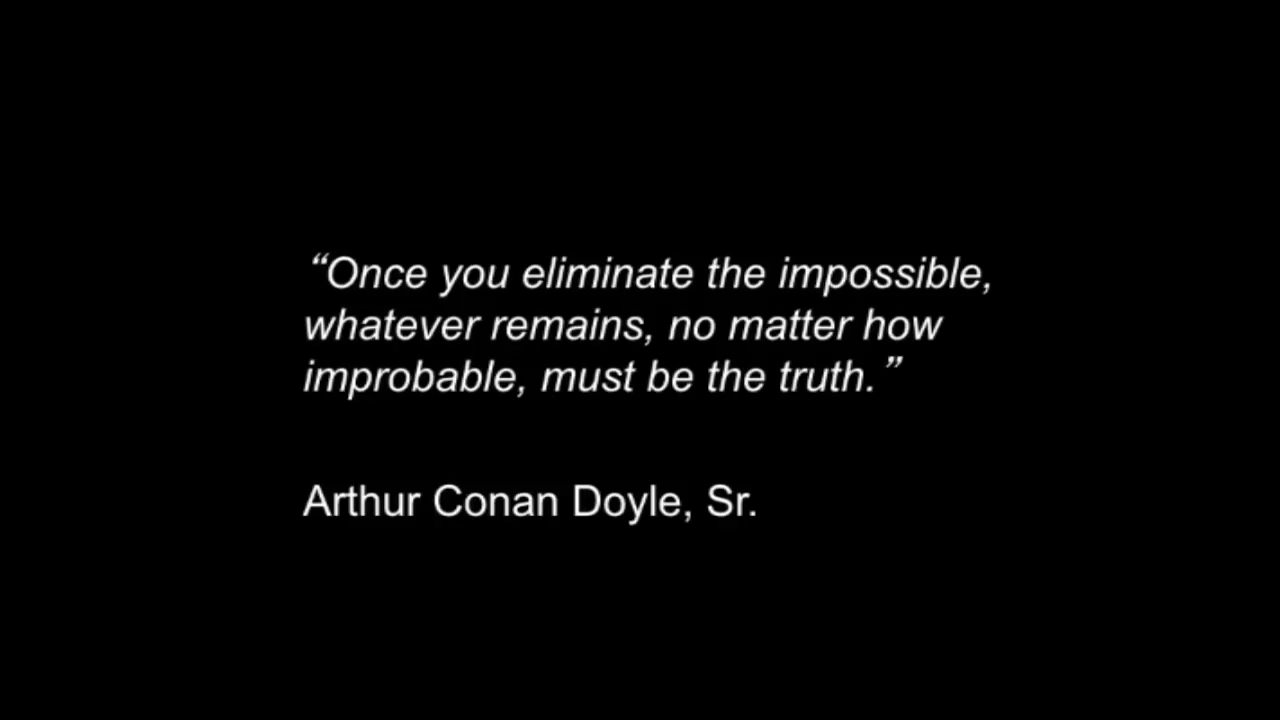 “Once you eliminate the impossible,
whatever remains, no matter how
improbable, must be the truth.”
Arthur Conan Doyle, Sr.